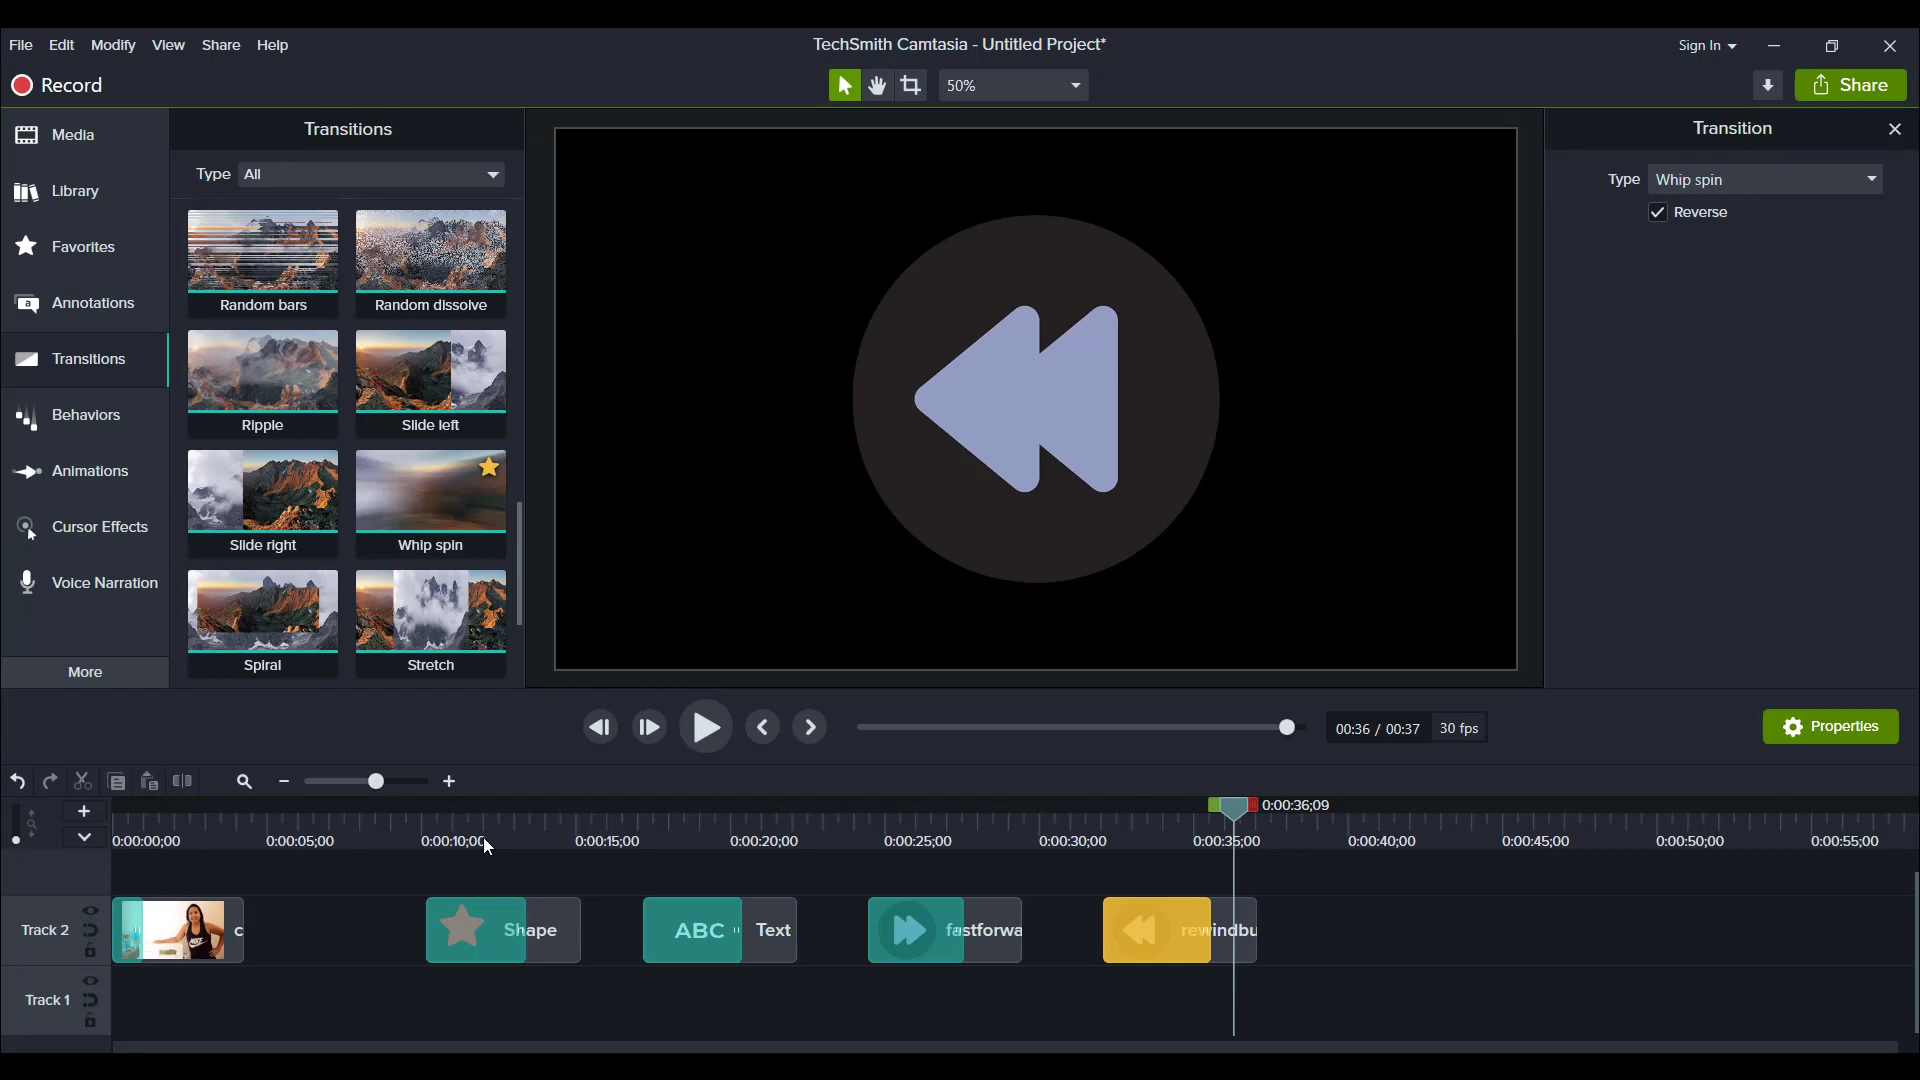 File Edit Modify View Share Help
TechSmith Camtasia - Untitled Project*
Sign In
Record
50%
Share
Media
Library
Favorites
Annotations
Transitions
Behaviors
Animations
Cursor Effects
Voice Narration
More
Transitions
Type All
Random bars Random dissolve
Ripple Slide left
Slide right Whip spin
Spiral Stretch
Transition
Type Whip spin
Reverse
00:36 / 00:37 30 fps
Properties
0:00:36;09
0:00:00;00 0:00:05;00 0:00:10;00 0:00:15;00 0:00:20;00 0:00:25;00 0:00:30;00 0:00:35;00 0:00:40;00 0:00:45;00 0:00:50;00 0:00:55;00
Track 2 c Shape ABC Text fastforwa rewindbu
Track 1